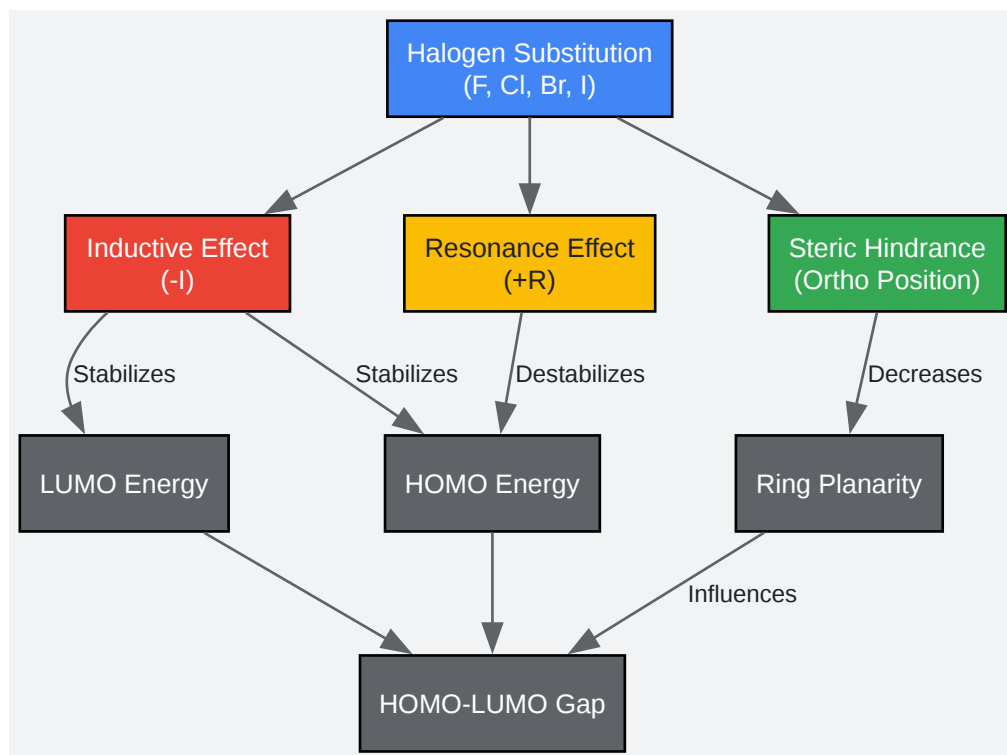 Halogen Substitution
(F, Cl, Br, I)
Inductive Effect
(-I)
Resonance Effect
(+R)
Steric Hindrance
(Ortho Position)
Stabilizes
Stabilizes
Destabilizes
Decreases
LUMO Energy
HOMO Energy
Ring Planarity
Influences
HOMO-LUMO Gap